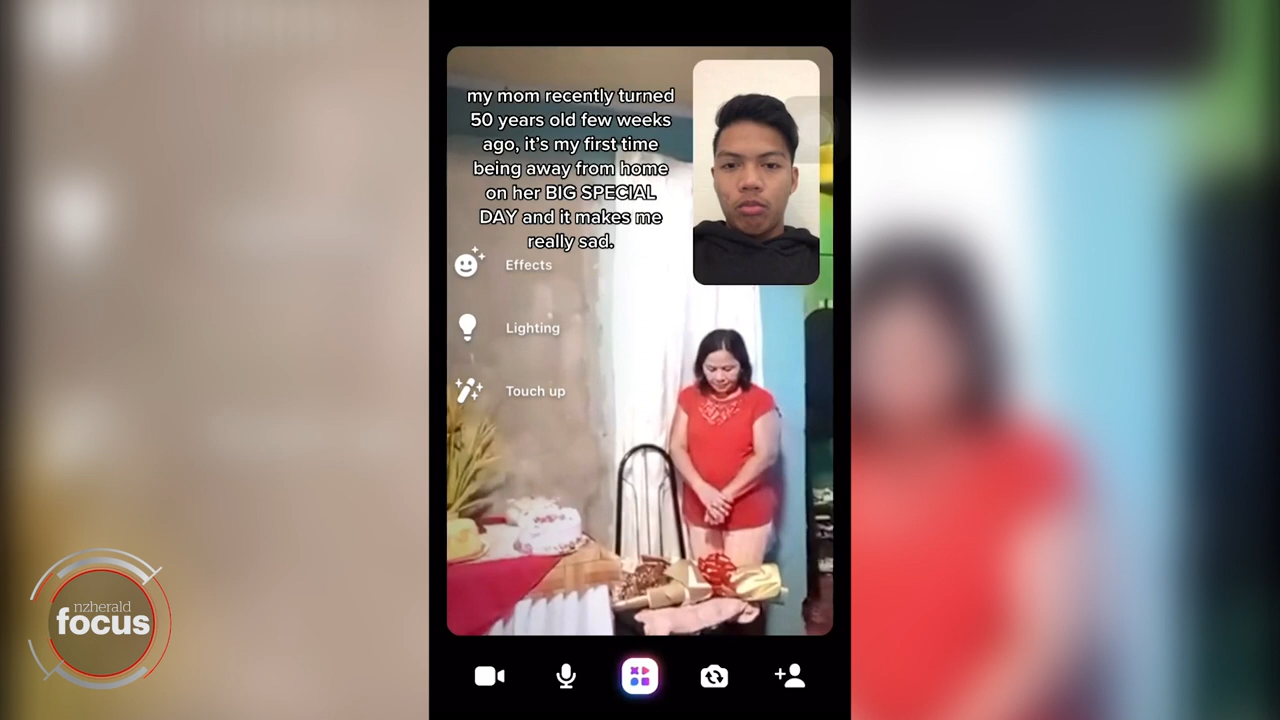 my mom recently turned
50 years old few weeks
ago, it's my first time
being away from home
on her BIG SPECIAL
DAY and it makes me
really sad.
Effects
Lighting
Touch up
nzherald
focus